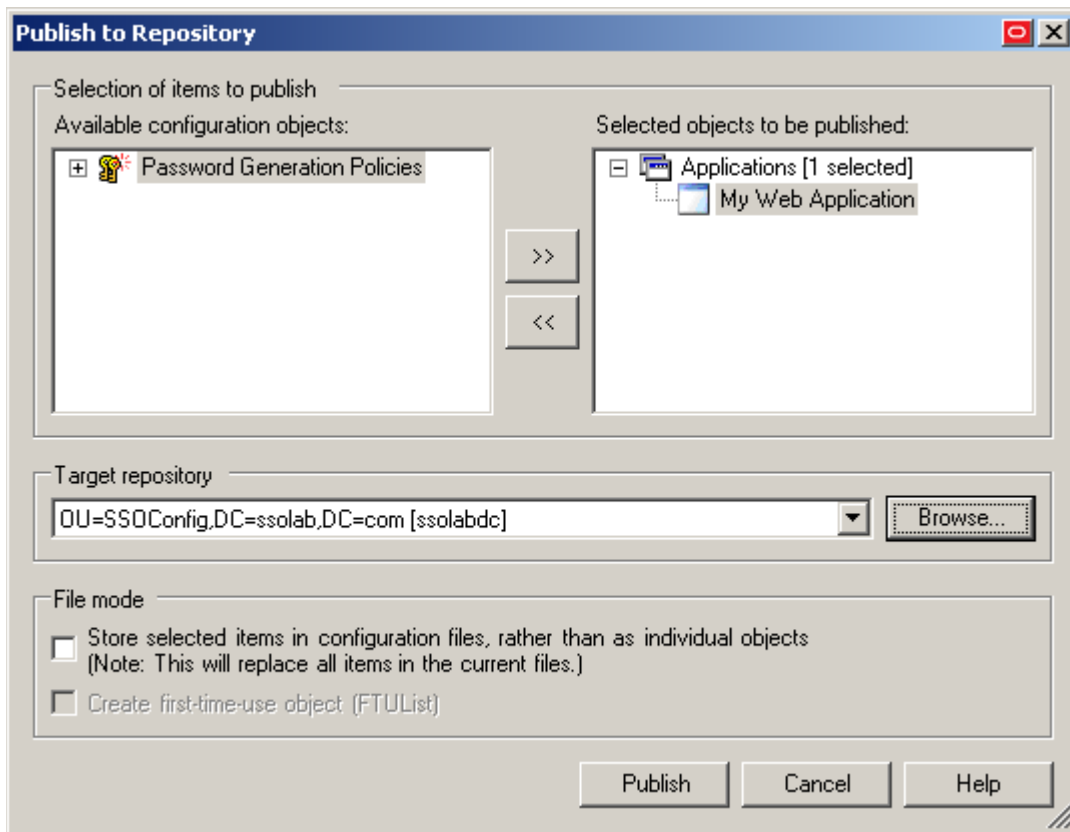 Publish to Repository
Selection of items to publish
Available configuration objects:
Selected objects to be published:
Password Generation Policies
Applications [1 selected]
My Web Application
>>
<<
Target repository
OU=SSOConfig,DC=ssolab,DC=com [ssolabdc]
Browse...
File mode
Store selected items in configuration files, rather than as individual objects
(Note: This will replace all items in the current files.)
Create first-time-use object (FTUList)
Publish
Cancel
Help